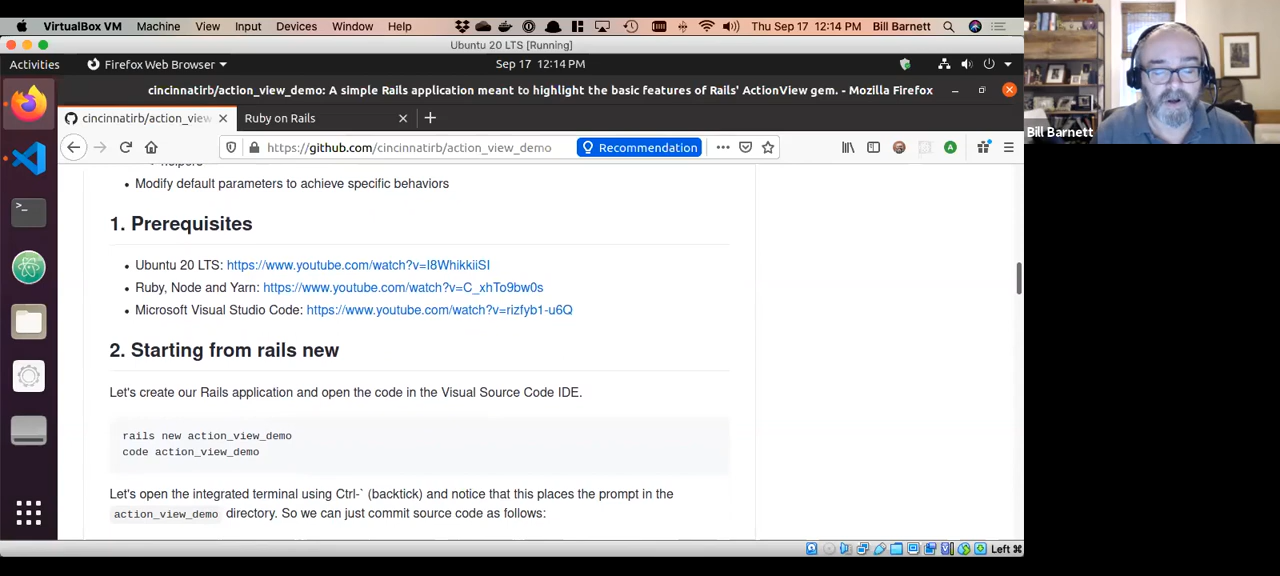 VirtualBox VM Machine View Input Devices Window Help Thu Sep 17 12:14 PM Bill Barnett
Ubuntu 20 LTS [Running]
Activities Firefox Web Browser Sep 17 12:14 PM
cincinnatirb/action_view_demo: A simple Rails application meant to highlight the basic features of Rails' ActionView gem. - Mozilla Firefox
cincinnatirb/action_view Ruby on Rails
https://github.com/cincinnatirb/action_view_demo Recommendation
Bill Barnett
helpers
Modify default parameters to achieve specific behaviors
1. Prerequisites
Ubuntu 20 LTS: https://www.youtube.com/watch?v=I8WhikkiiSI
Ruby, Node and Yarn: https://www.youtube.com/watch?v=C_xhTo9bw0s
Microsoft Visual Studio Code: https://www.youtube.com/watch?v=rizfyb1-u6Q
2. Starting from rails new
Let's create our Rails application and open the code in the Visual Source Code IDE.
rails new action_view_demo
code action_view_demo
Let's open the integrated terminal using Ctrl-` (backtick) and notice that this places the prompt in the
action_view_demo directory. So we can just commit source code as follows:
Left ⌘